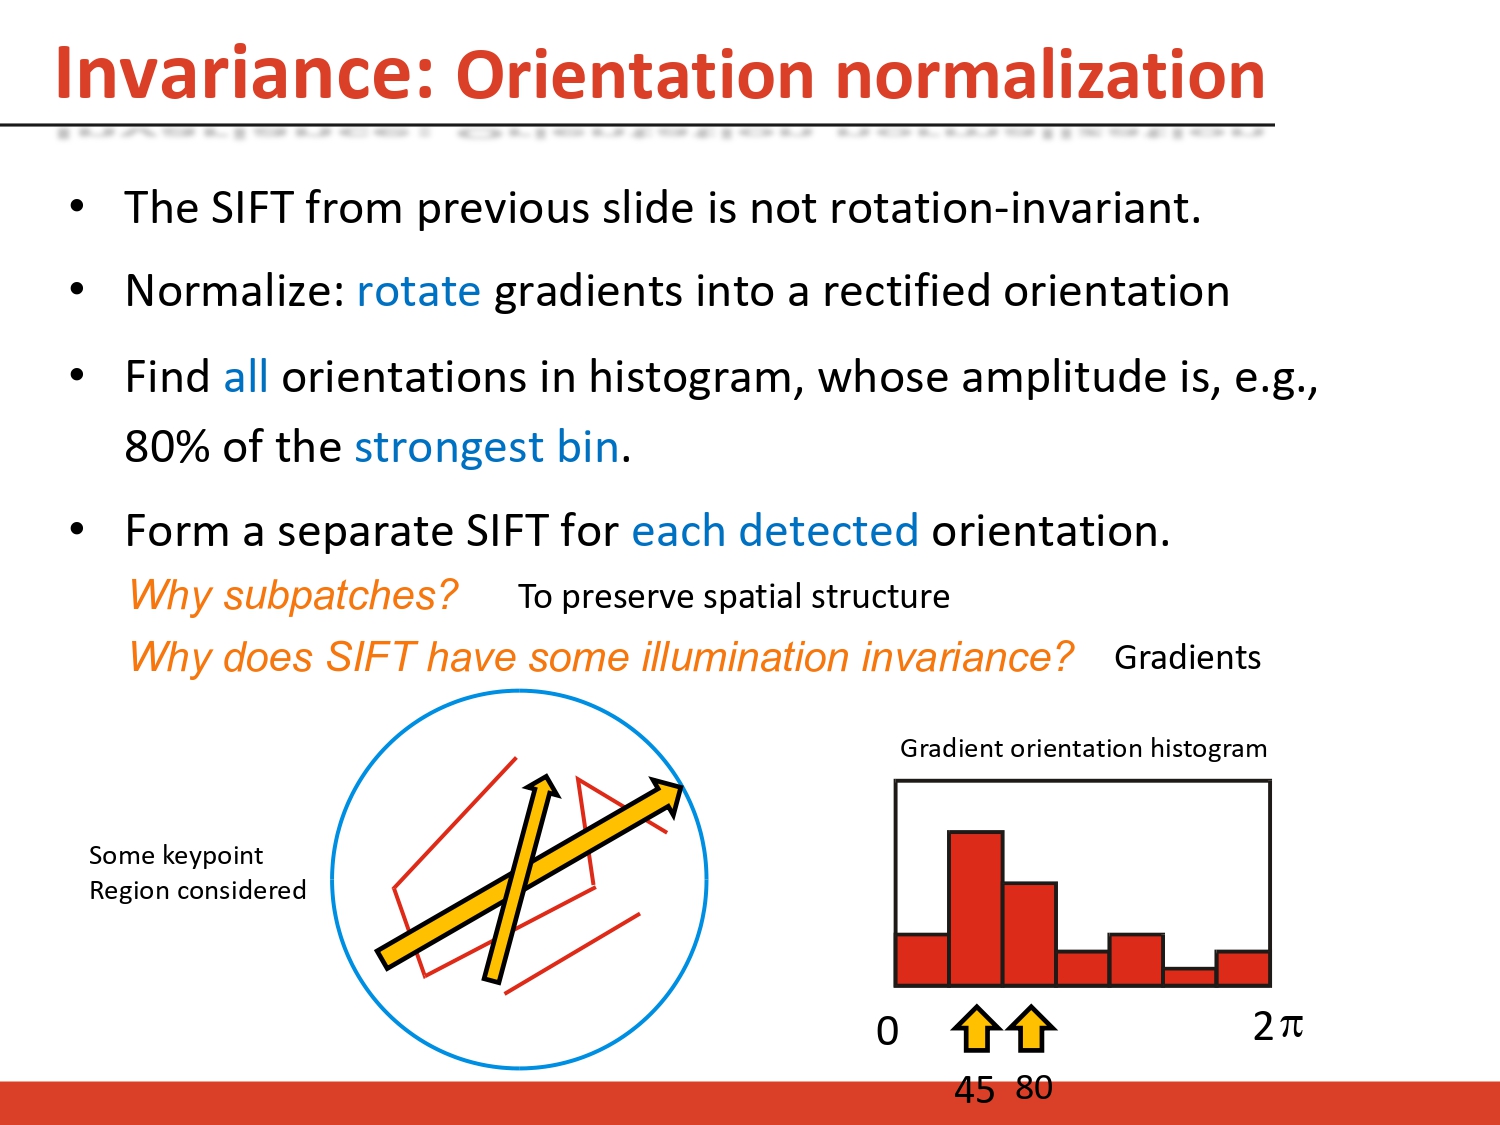 Invariance: Orientation normalization
• The SIFT from previous slide is not rotation-invariant.
• Normalize: rotate gradients into a rectified orientation
• Find all orientations in histogram, whose amplitude is, e.g.,
80% of the strongest bin.
• Form a separate SIFT for each detected orientation.
Why subpatches? To preserve spatial structure
Why does SIFT have some illumination invariance? Gradients
Some keypoint
Region considered
Gradient orientation histogram
0 2π
45 80